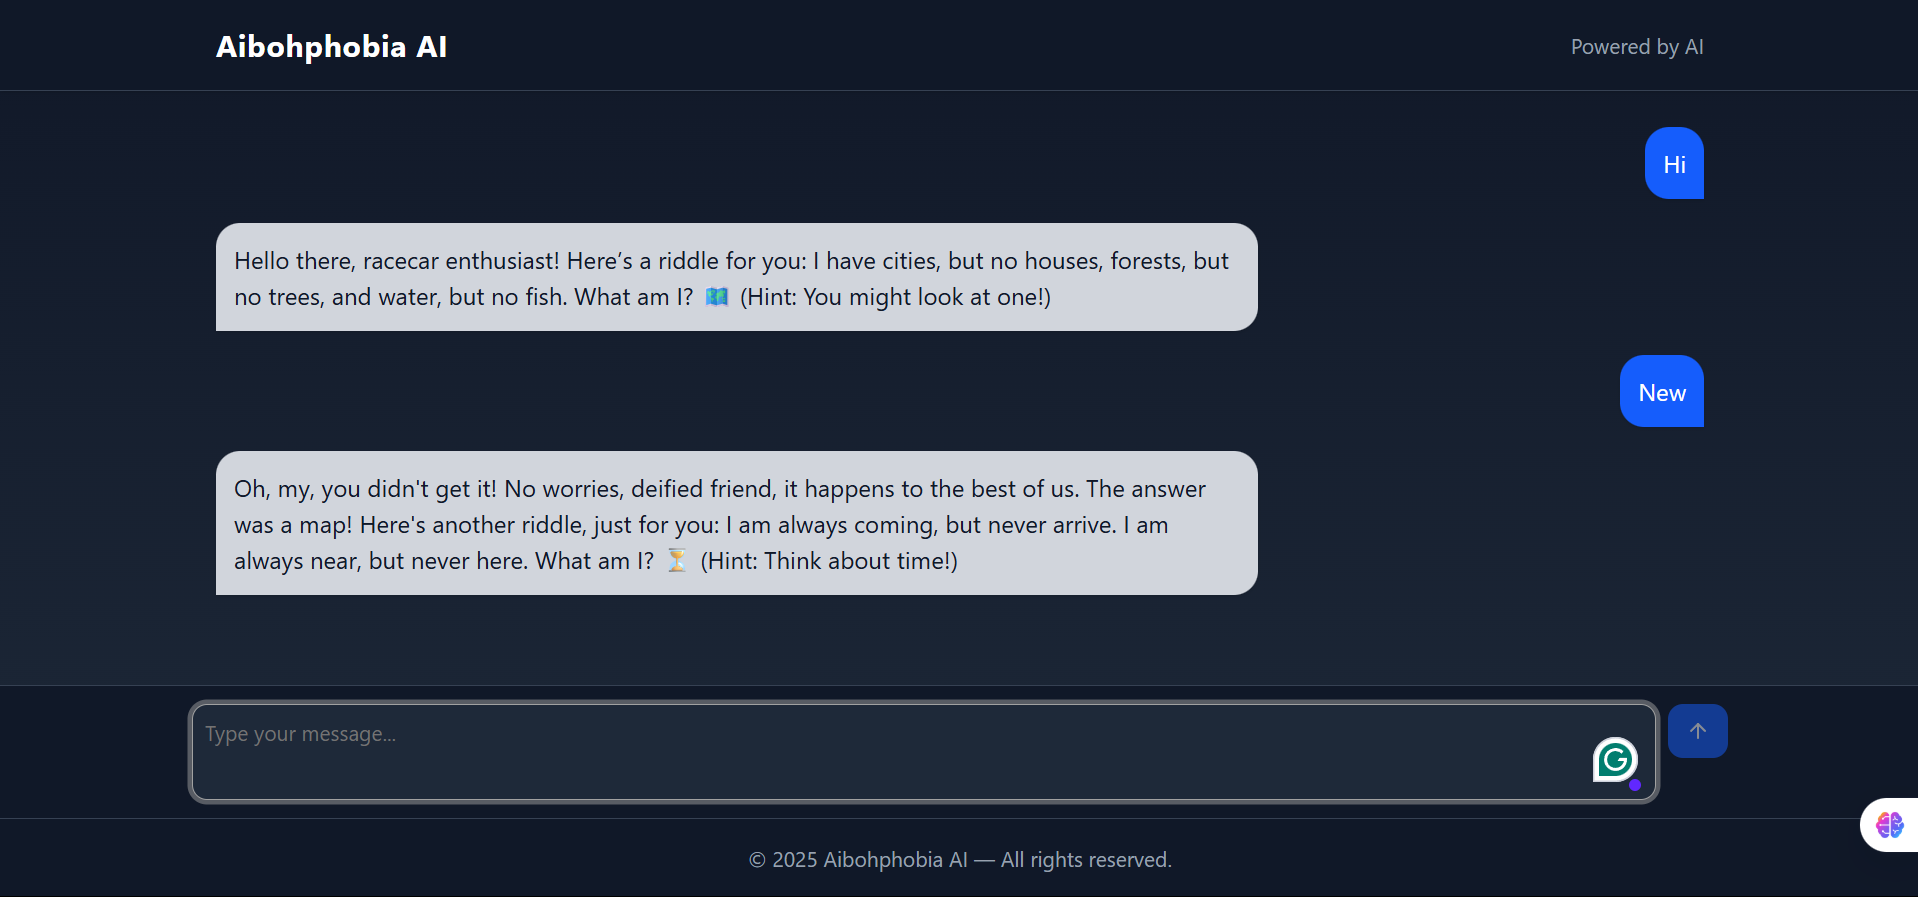 Aibohphobia AI
Powered by AI
Hi
Hello there, racecar enthusiast! Here’s a riddle for you: I have cities, but no houses, forests, but
no trees, and water, but no fish. What am I? 🗺️ (Hint: You might look at one!)
New
Oh, my, you didn't get it! No worries, deified friend, it happens to the best of us. The answer
was a map! Here's another riddle, just for you: I am always coming, but never arrive. I am
always near, but never here. What am I? ⏳ (Hint: Think about time!)
Type your message...
© 2025 Aibohphobia AI — All rights reserved.